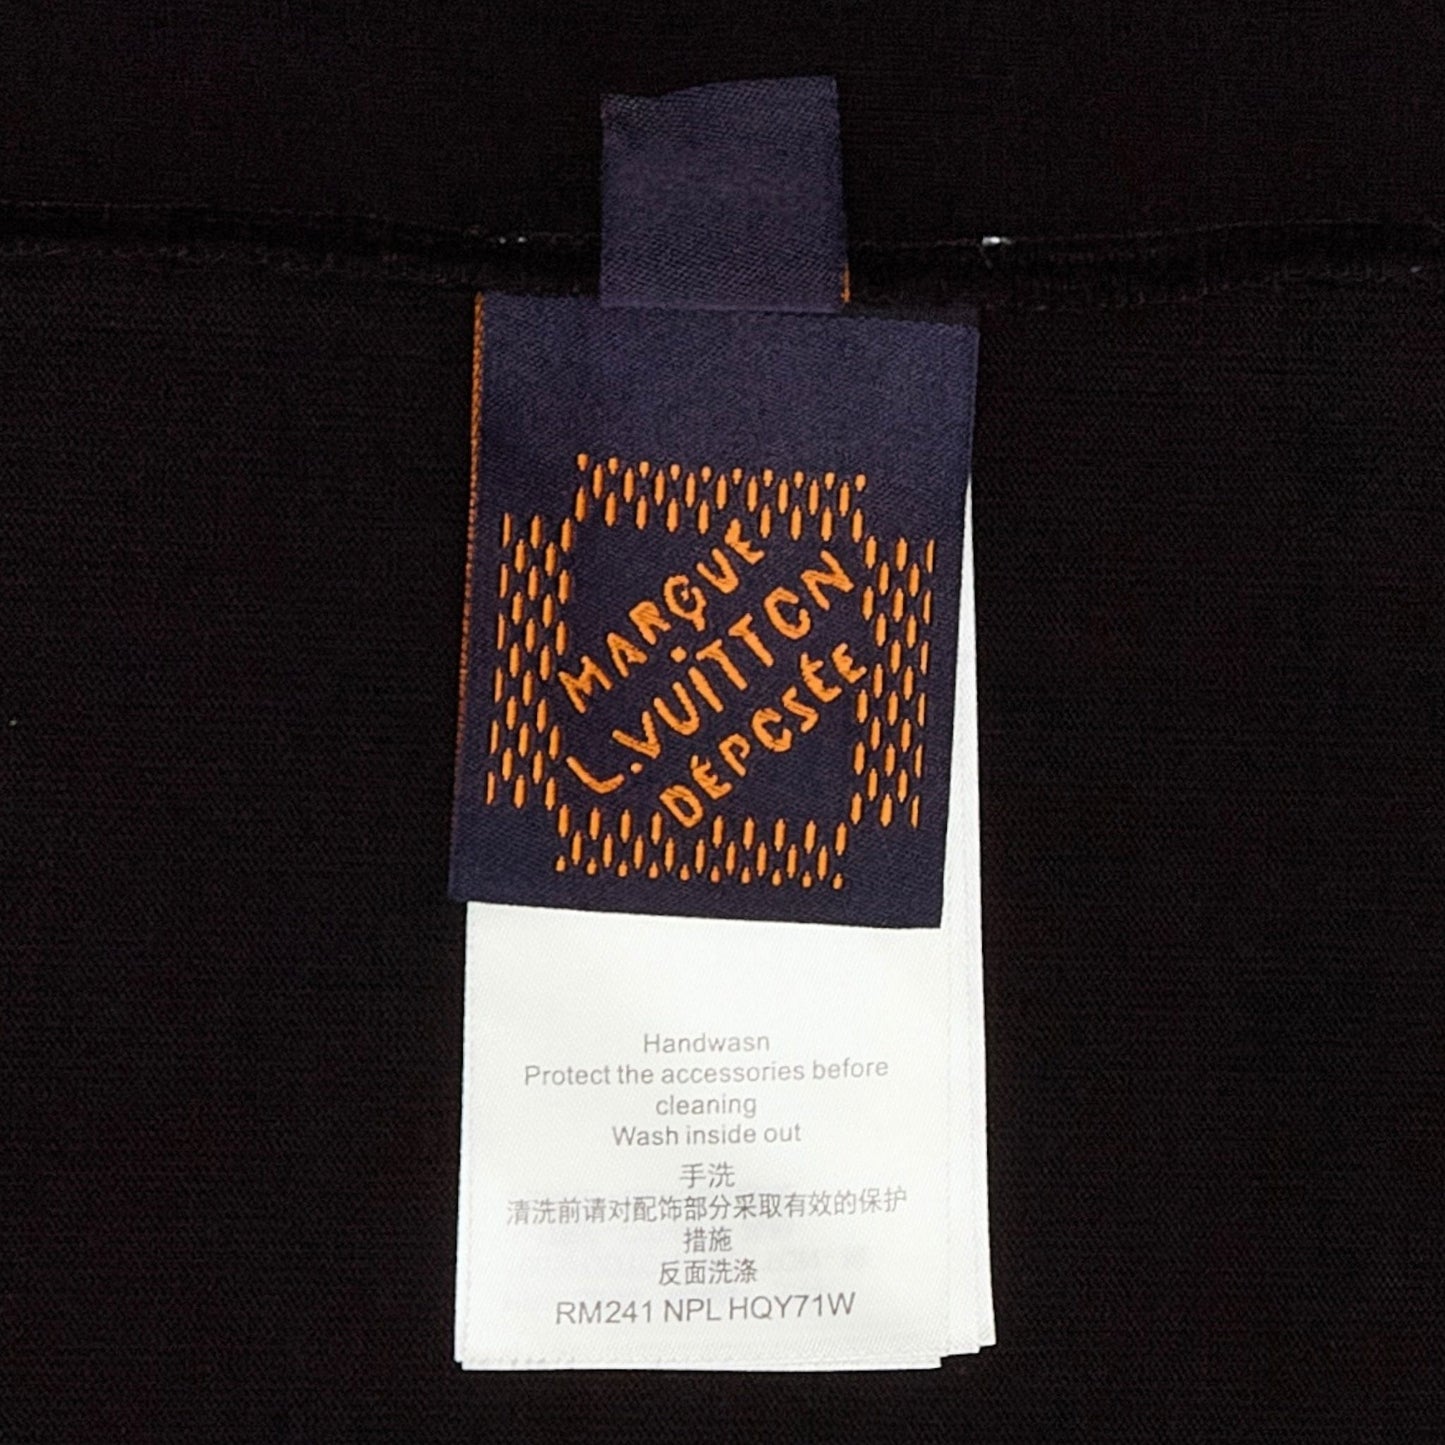 MARQUE
L.VUITTON
DÉPOSÉE
Handwasn
Protect the accessories before
cleaning
Wash inside out
手洗
清洗前请对配饰部分采取有效的保护
措施
反面洗涤
RM241 NPL HQY71W